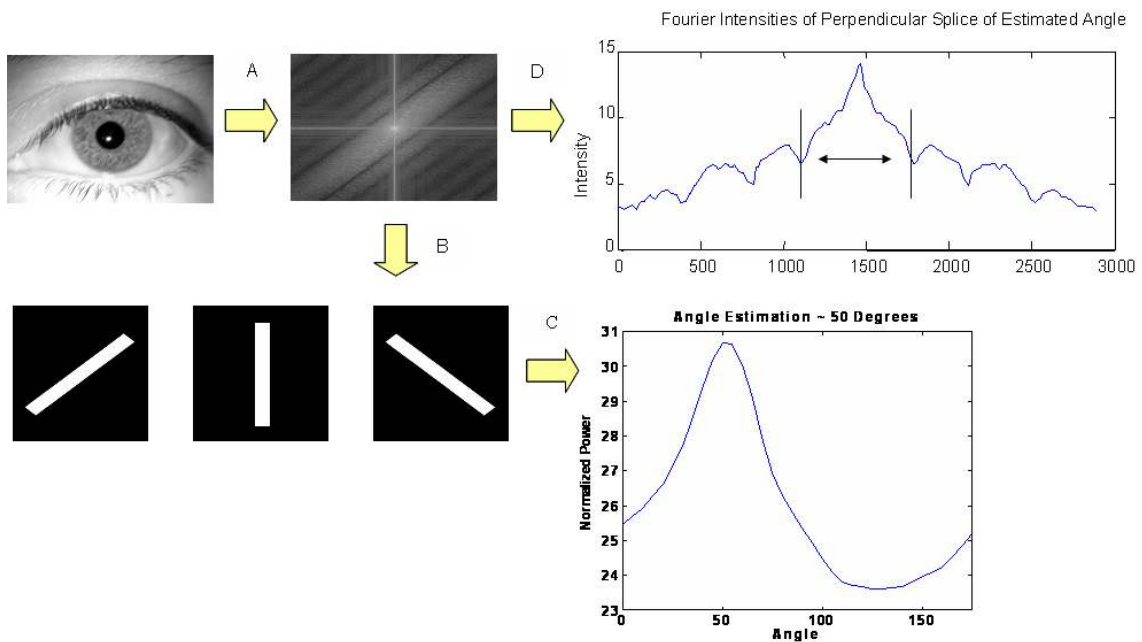 Fourier Intensities of Perpendicular Splice of Estimated Angle
A
D
15
10
5
0
Intensity
0 500 1000 1500 2000 2500 3000
B
C
Angle Estimation ~ 50 Degrees
31
30
29
28
27
26
25
24
23
Normalized Power
0 50 100 150
Angle